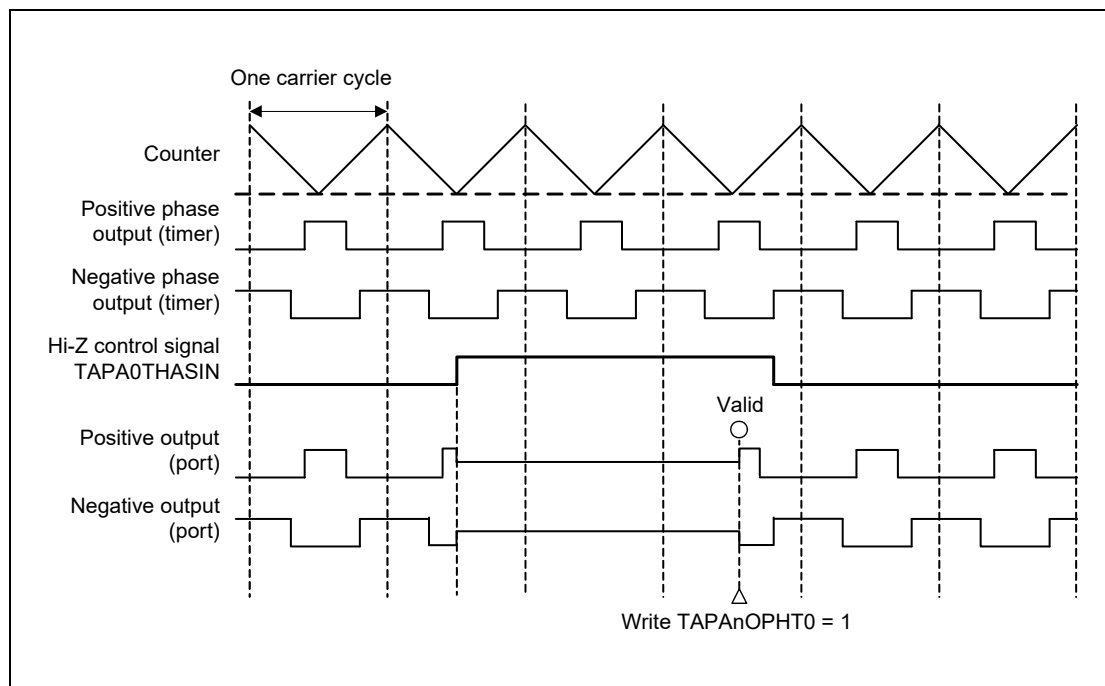 One carrier cycle
Counter
Positive phase
output (timer)
Negative phase
output (timer)
Hi-Z control signal
TAPA0THASIN
Valid
Positive output
(port)
Negative output
(port)
Write TAPAnOPHT0 = 1